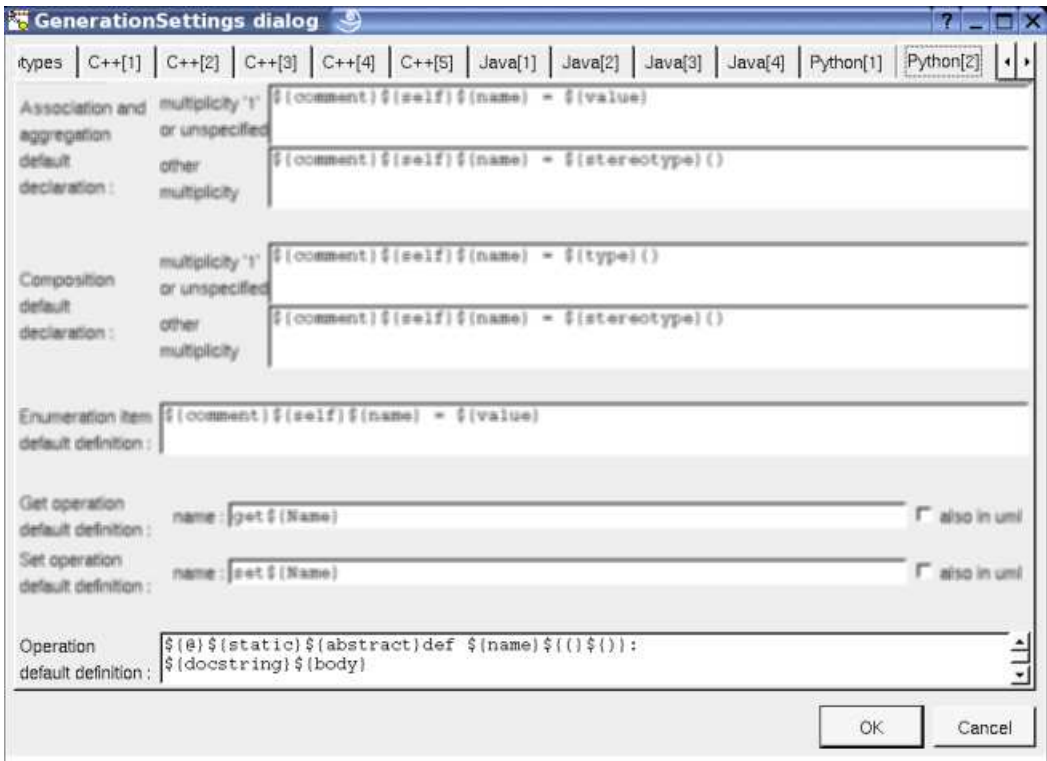 GenerationSettings dialog
types C++[1] C++[2] C++[3] C++[4] C++[5] Java[1] Java[2] Java[3] Java[4] Python[1] Python[2]
Association and
aggregation
default
declaration :
multiplicity '1'
or unspecified
${comment}${self}${name} = ${value}
other
multiplicity
${comment}${self}${name} = ${stereotype}()
Composition
default
declaration :
multiplicity '1'
or unspecified
${comment}${self}${name} = ${type}()
other
multiplicity
${comment}${self}${name} = ${stereotype}()
Enumeration item
default definition :
${comment}${self}${name} = ${value}
Get operation
default definition :
name : get${Name}
also in uml
Set operation
default definition :
name : set${Name}
also in uml
Operation
default definition :
${@}${static}${abstract}def ${name}${(}${)}:
${docstring}${body}
OK Cancel